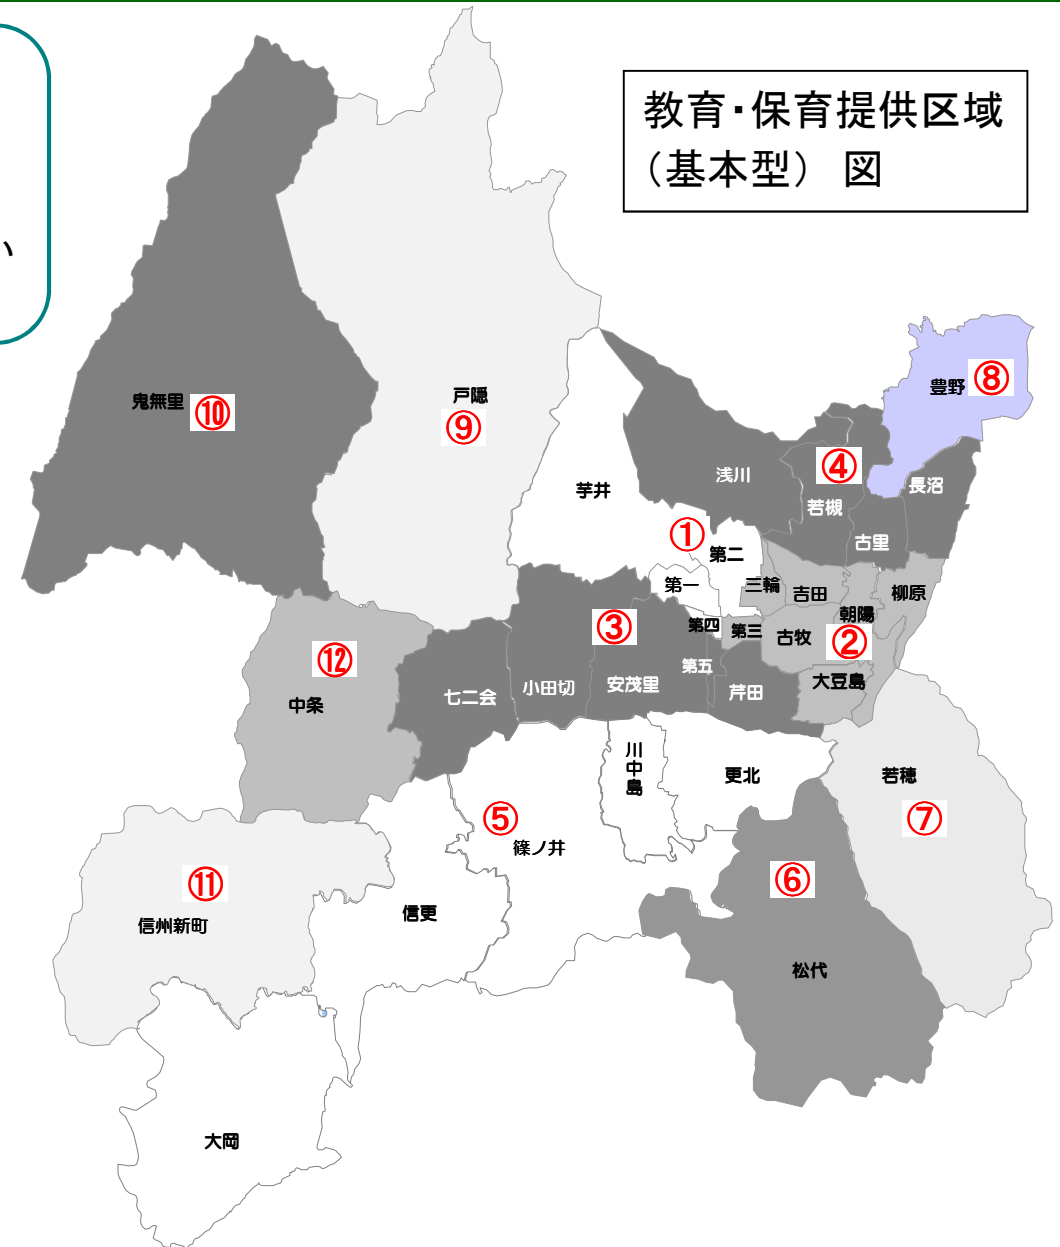 い
教育・保育提供区域
（基本型） 図
鬼無里
⑩
戸隠
⑨
豊野
⑧
芋井
浅川
④
若槻
長沼
古里
①
第二
第一
三輪
吉田
柳原
朝陽
③
第四
第三
古牧
②
⑫
中条
七二会
小田切
安茂里
第五
芹田
大豆島
川中島
更北
若穂
⑦
⑤
篠ノ井
⑥
⑪
信州新町
信更
松代
大岡